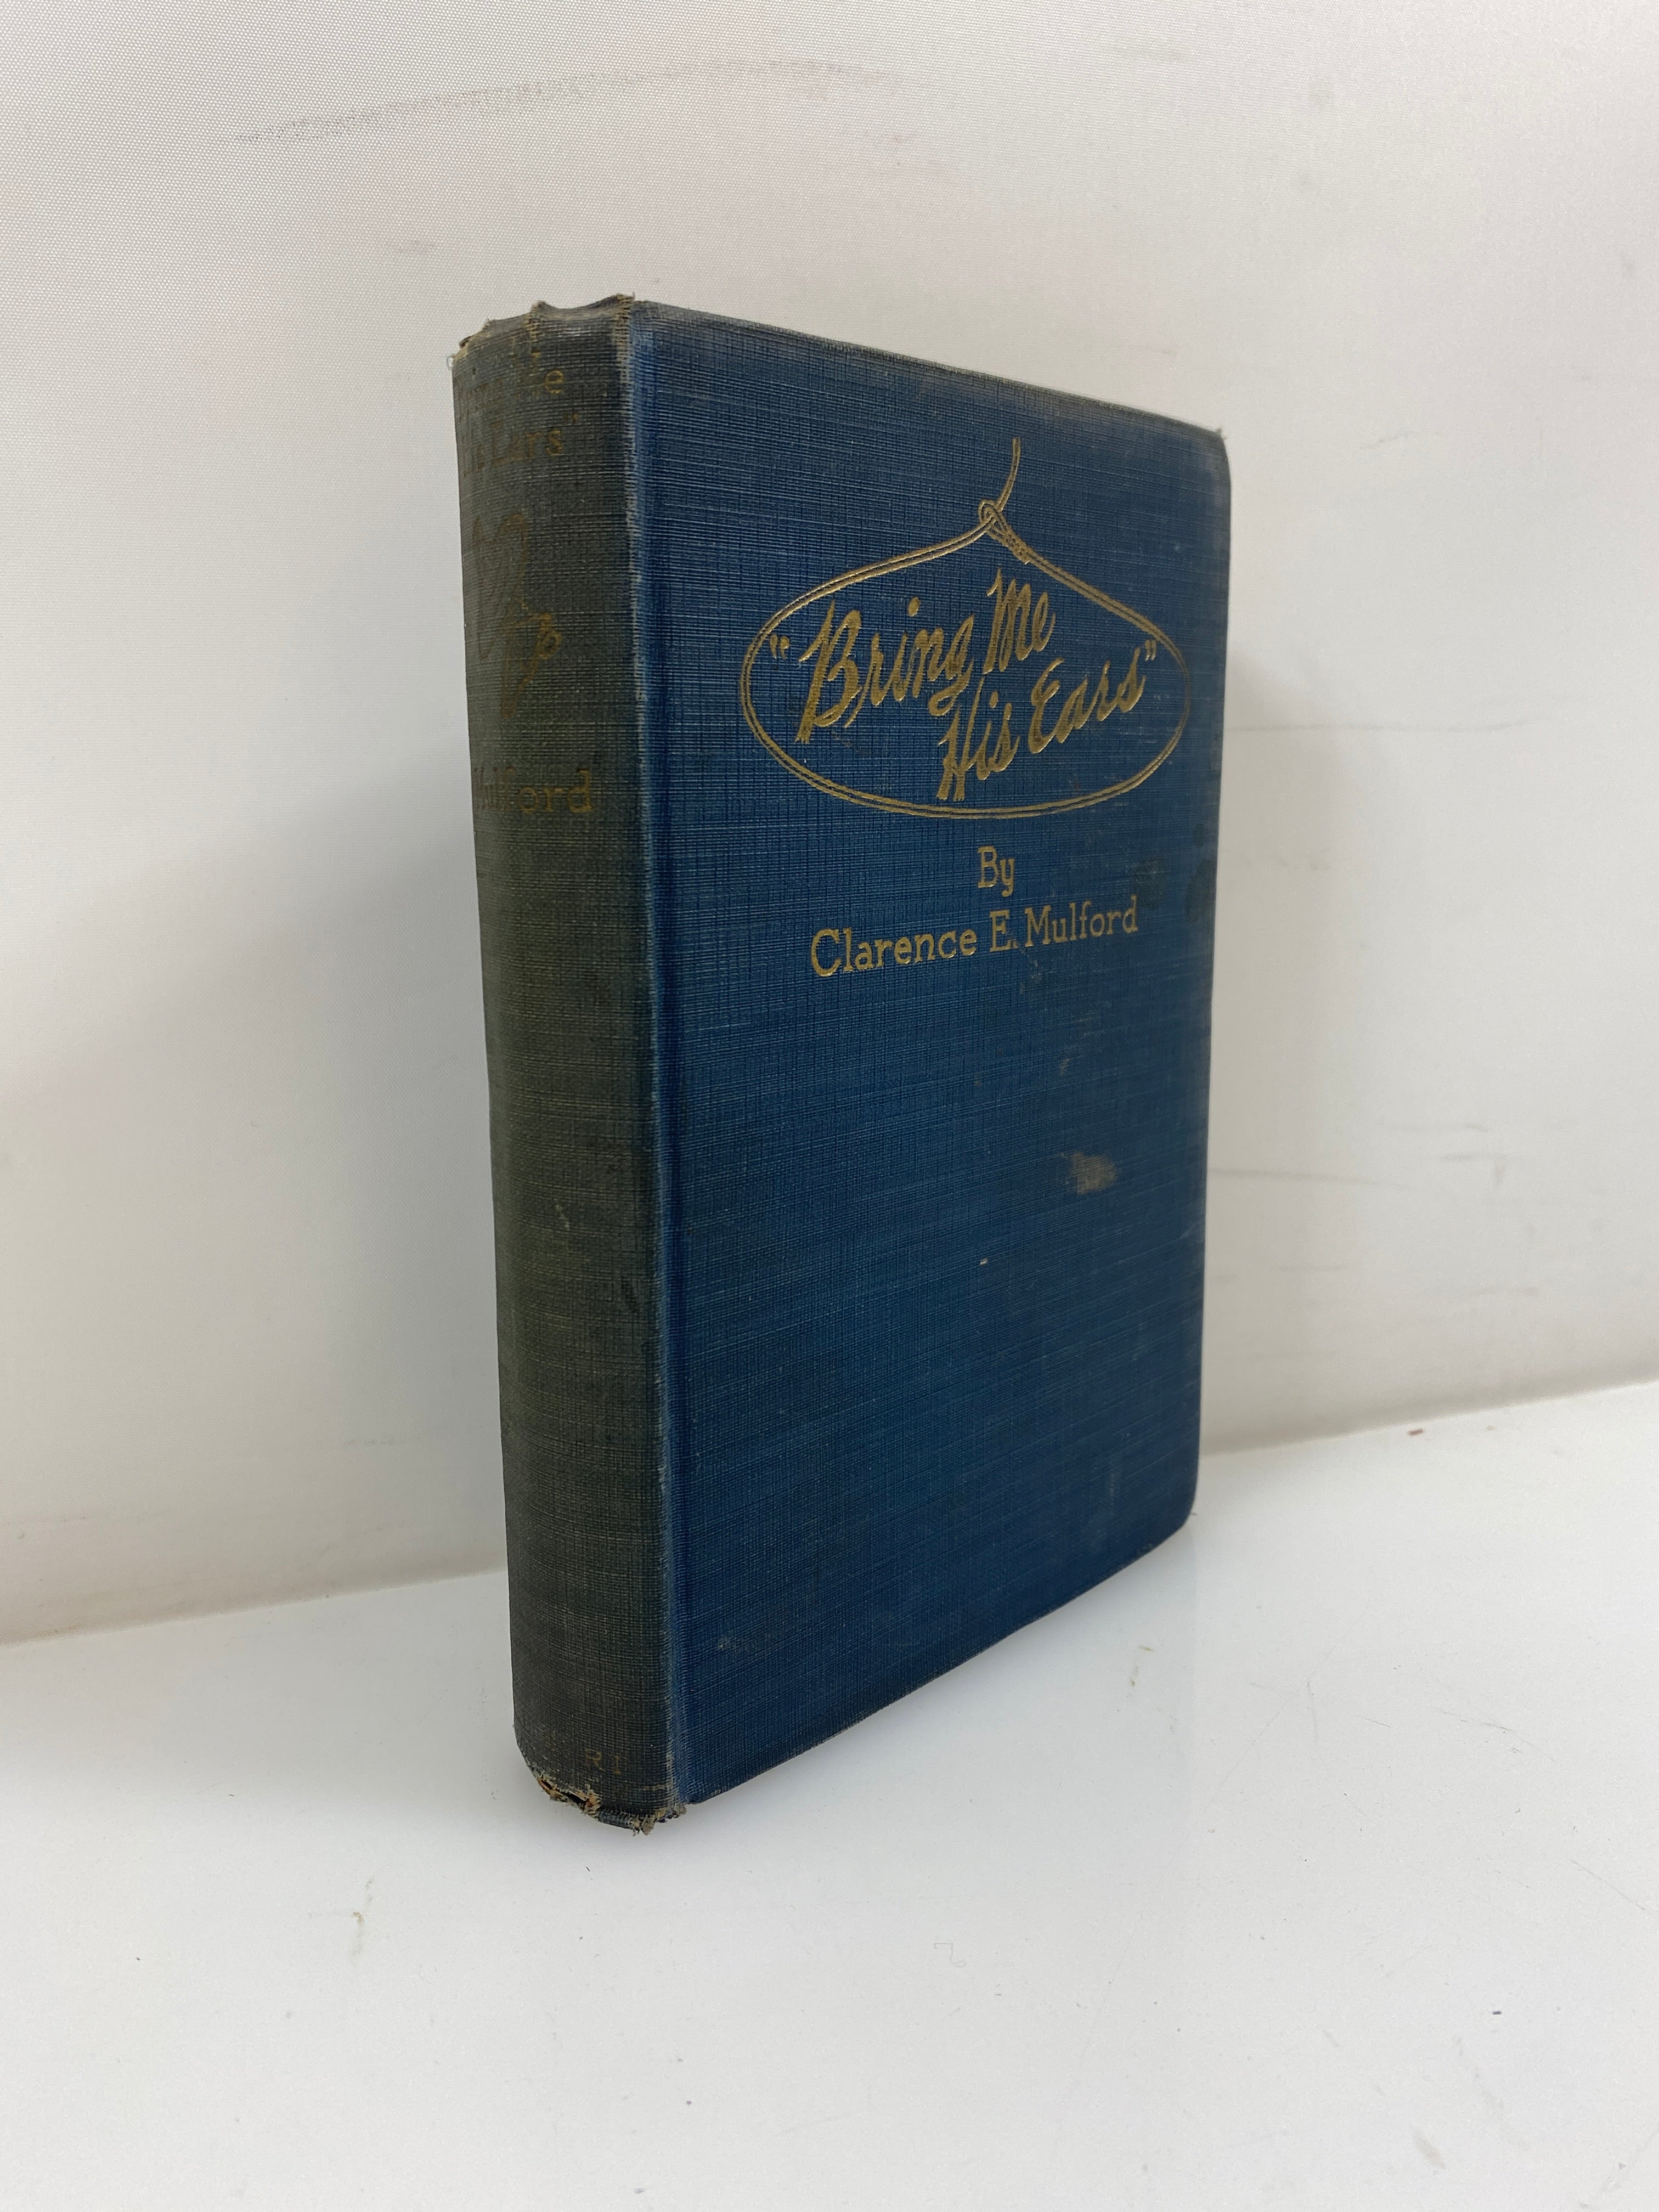 "Bring Me
His Ears"
By
Clarence E. Mulford
Mulford